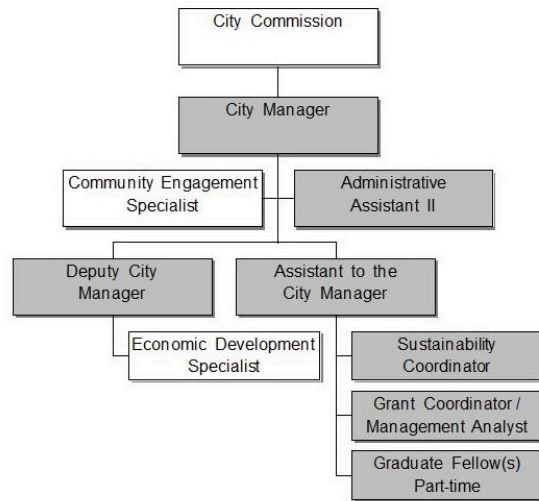 City Commission
City Manager
Community Engagement
Specialist
Administrative
Assistant II
Deputy City
Manager
Assistant to the
City Manager
Economic Development
Specialist
Sustainability
Coordinator
Grant Coordinator /
Management Analyst
Graduate Fellow(s)
Part-time